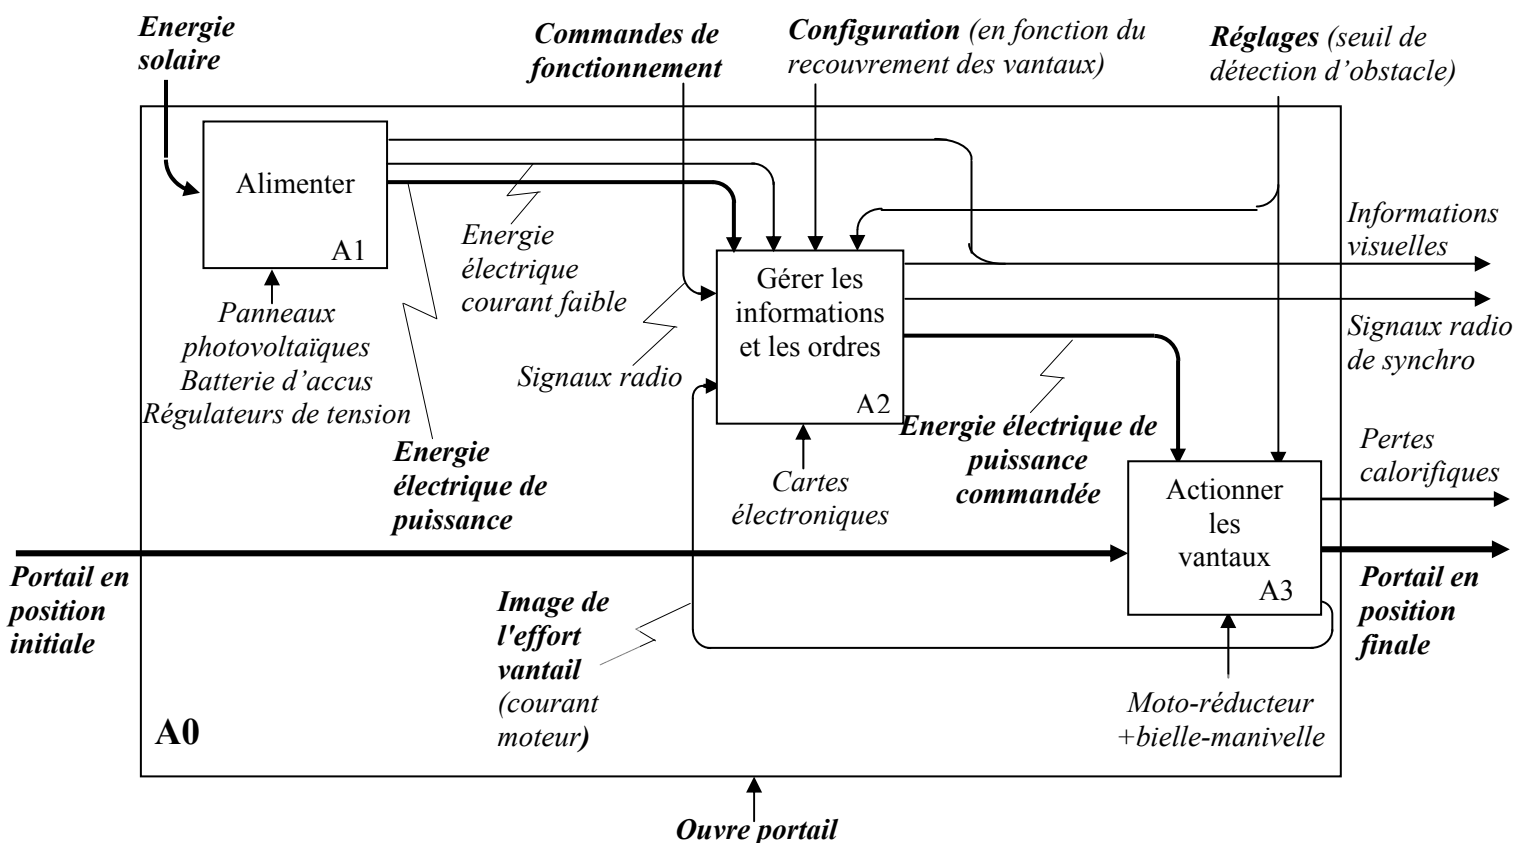 Energie
solaire
Commandes de
fonctionnement
Configuration (en fonction du
recouvrement des vantaux)
Réglages (seuil de
détection d'obstacle)
Alimenter
A1
Panneaux
photovoltaïques
Batterie d'accus
Régulateurs de tension
Energie
électrique
courant faible
Signaux radio
Energie
électrique de
puissance
Gérer les
informations
et les ordres
A2
Cartes
électroniques
Energie électrique de
puissance
commandée
Informations
visuelles
Signaux radio
de synchro
Pertes
calorifiques
Actionner
les
vantaux
A3
Portail en
position
initiale
Portail en
position
finale
Image de
l'effort
vantail
(courant
moteur)
Moto-réducteur
+bielle-manivelle
A0
Ouvre portail